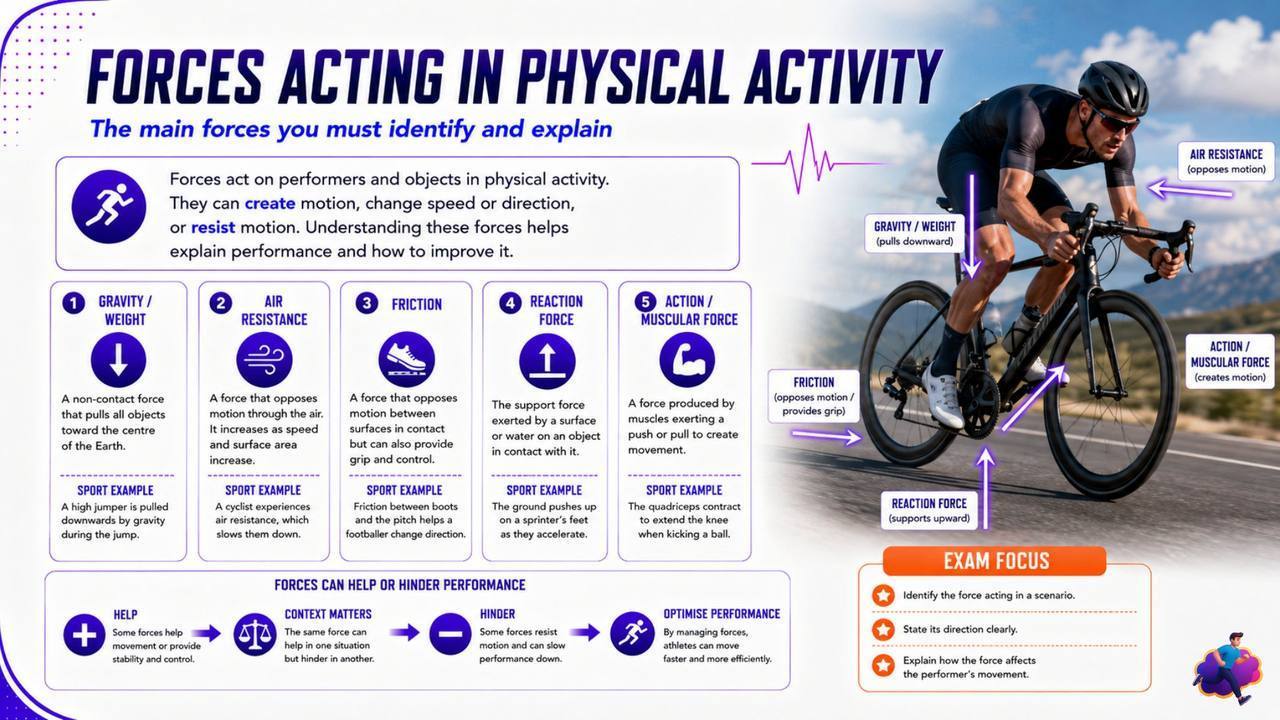 FORCES ACTING IN PHYSICAL ACTIVITY
The main forces you must identify and explain
Forces act on performers and objects in physical activity.
They can create motion, change speed or direction,
or resist motion. Understanding these forces helps
explain performance and how to improve it.
1 GRAVITY /
WEIGHT
A non-contact force
that pulls all objects
toward the centre
of the Earth.
SPORT EXAMPLE
A high jumper is pulled
downwards by gravity
during the jump.
2 AIR
RESISTANCE
A force that opposes
motion through the air.
It increases as speed
and surface area
increase.
SPORT EXAMPLE
A cyclist experiences
air resistance, which
slows them down.
3 FRICTION
A force that opposes
motion between
surfaces in contact
but can also provide
grip and control.
SPORT EXAMPLE
Friction between boots
and the pitch helps a
footballer change direction.
4 REACTION
FORCE
The support force
exerted by a surface
or water on an object
in contact with it.
SPORT EXAMPLE
The ground pushes up
on a sprinter's feet
as they accelerate.
5 ACTION /
MUSCULAR FORCE
A force produced by
muscles exerting a
push or pull to create
movement.
SPORT EXAMPLE
The quadriceps contract
to extend the knee
when kicking a ball.
AIR RESISTANCE
(opposes motion)
GRAVITY / WEIGHT
(pulls downward)
ACTION /
MUSCULAR FORCE
(creates motion)
FRICTION
(opposes motion /
provides grip)
REACTION FORCE
(supports upward)
FORCES CAN HELP OR HINDER PERFORMANCE
HELP
Some forces help
movement or provide
stability and control.
CONTEXT MATTERS
The same force can
help in one situation
but hinder in another.
HINDER
Some forces resist
motion and can slow
performance down.
OPTIMISE PERFORMANCE
By managing forces,
athletes can move
faster and more efficiently.
EXAM FOCUS
Identify the force acting in a scenario.
State its direction clearly.
Explain how the force affects
the performer's movement.